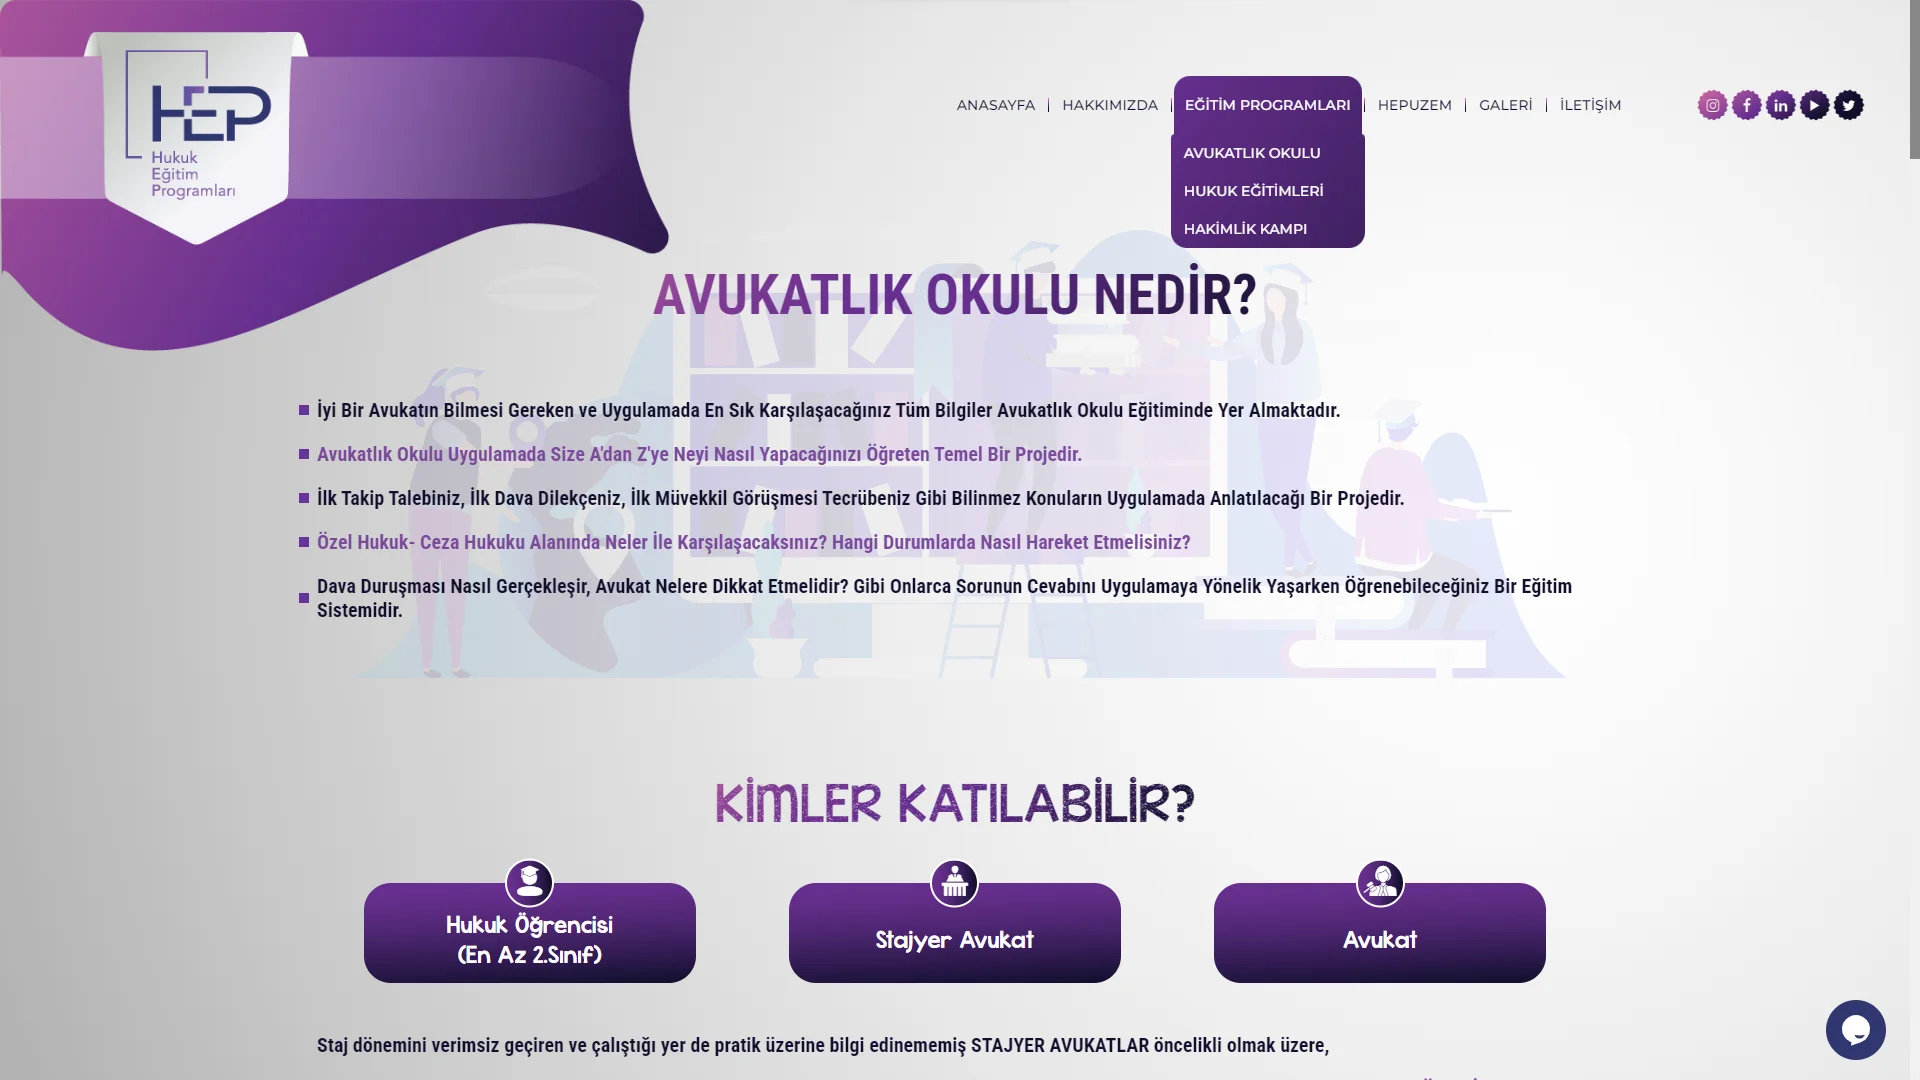 HEP
Hukuk
Eğitim
Programları
ANASAYFA
HAKKIMIZDA
EĞİTİM PROGRAMLARI
HEPUZEM
GALERİ
İLETİŞİM
AVUKATLIK OKULU
HUKUK EĞİTİMLERİ
HAKİMLİK KAMPI
AVUKATLIK OKULU NEDİR?
İyi Bir Avukatın Bilmesi Gereken ve Uygulamada En Sık Karşılaşacağınız Tüm Bilgiler Avukatlık Okulu Eğitiminde Yer Almaktadır.
Avukatlık Okulu Uygulamada Size A'dan Z'ye Neyi Nasıl Yapacağınızı Öğreten Temel Bir Projedir.
İlk Takip Talebiniz, İlk Dava Dilekçeniz, İlk Müvekkil Görüşmesi Tecrübeniz Gibi Bilinmez Konuların Uygulamada Anlatılacağı Bir Projedir.
Özel Hukuk- Ceza Hukuku Alanında Neler İle Karşılaşacaksınız? Hangi Durumlarda Nasıl Hareket Etmelisiniz?
Dava Duruşması Nasıl Gerçekleşir, Avukat Nelere Dikkat Etmelidir? Gibi Onlarca Sorunun Cevabını Uygulamaya Yönelik Yaşarken Öğrenebileceğiniz Bir Eğitim
Sistemidir.
KİMLER KATILABİLİR?
Hukuk Öğrencisi
(En Az 2.Sınıf)
Stajyer Avukat
Avukat
Staj dönemini verimsiz geçiren ve çalıştığı yer de pratik üzerine bilgi edinememiş STAJYER AVUKATLAR öncelikli olmak üzere,